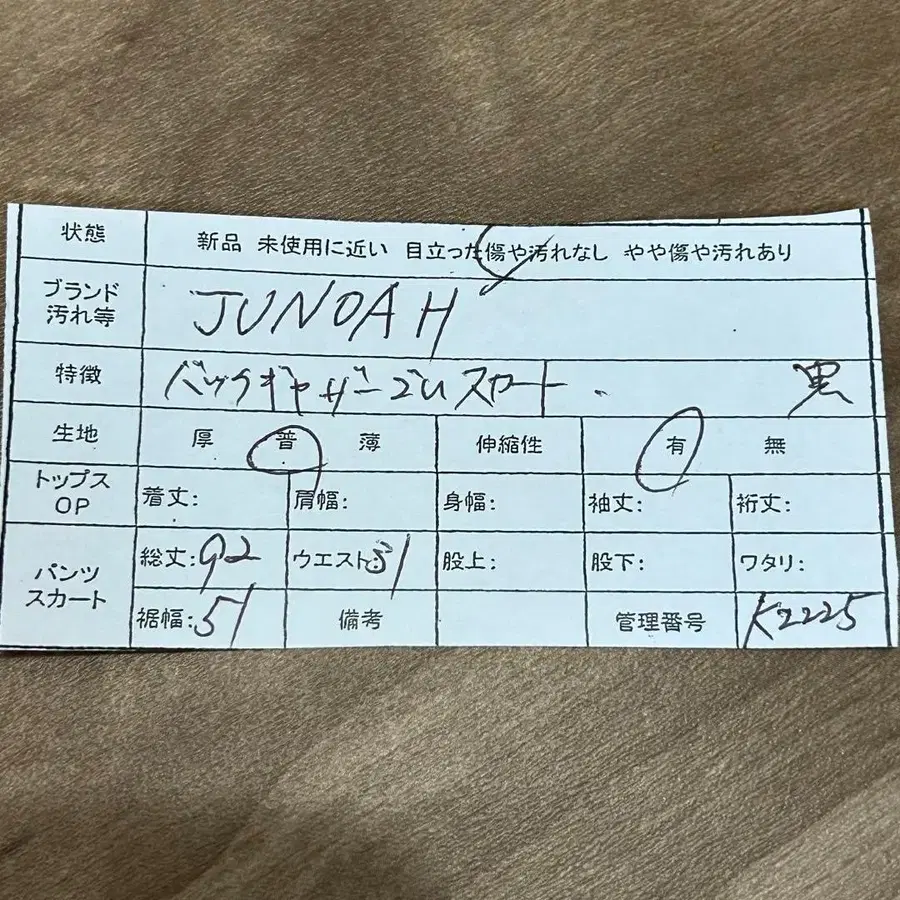 状態 新品 未使用に近い 目立った傷や汚れなし やや傷や汚れあり
ブランド
汚れ等 JUNOAH
特徴 バックギャザー スカート 黒
生地 厚 普 薄 伸縮性 有 無
トップス
OP 着丈: 肩幅: 身幅: 袖丈: 裄丈:
パンツ
スカート 総丈:92 ウエスト:31 股上: 股下: ワタリ:
裾幅:51 備考 管理番号 K2225